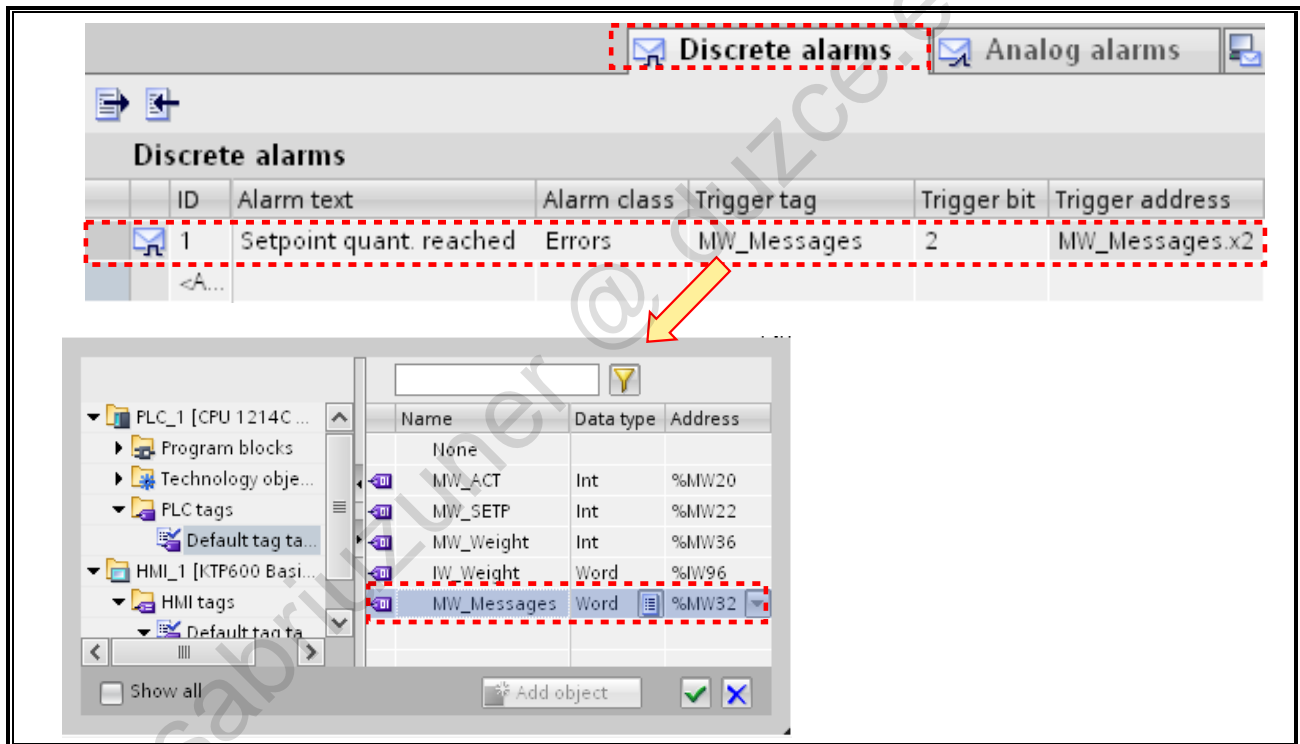 Discrete alarms Analog alarms
Discrete alarms
ID Alarm text Alarm class Trigger tag Trigger bit Trigger address
1 Setpoint quant. reached Errors MW_Messages 2 MW_Messages.x2
<A...
Name Data type Address
PLC_1 [CPU 1214C ...
Program blocks
Technology obje...
PLC tags
Default tag ta...
HMI_1 [KTP600 Basi...
HMI tags
Default tag ta
None
MW_ACT Int %MW20
MW_SETP Int %MW22
MW_Weight Int %MW36
IW_Weight Word %IW96
MW_Messages Word %MW32
Show all Add object
sabriuzuner @ duzce.e